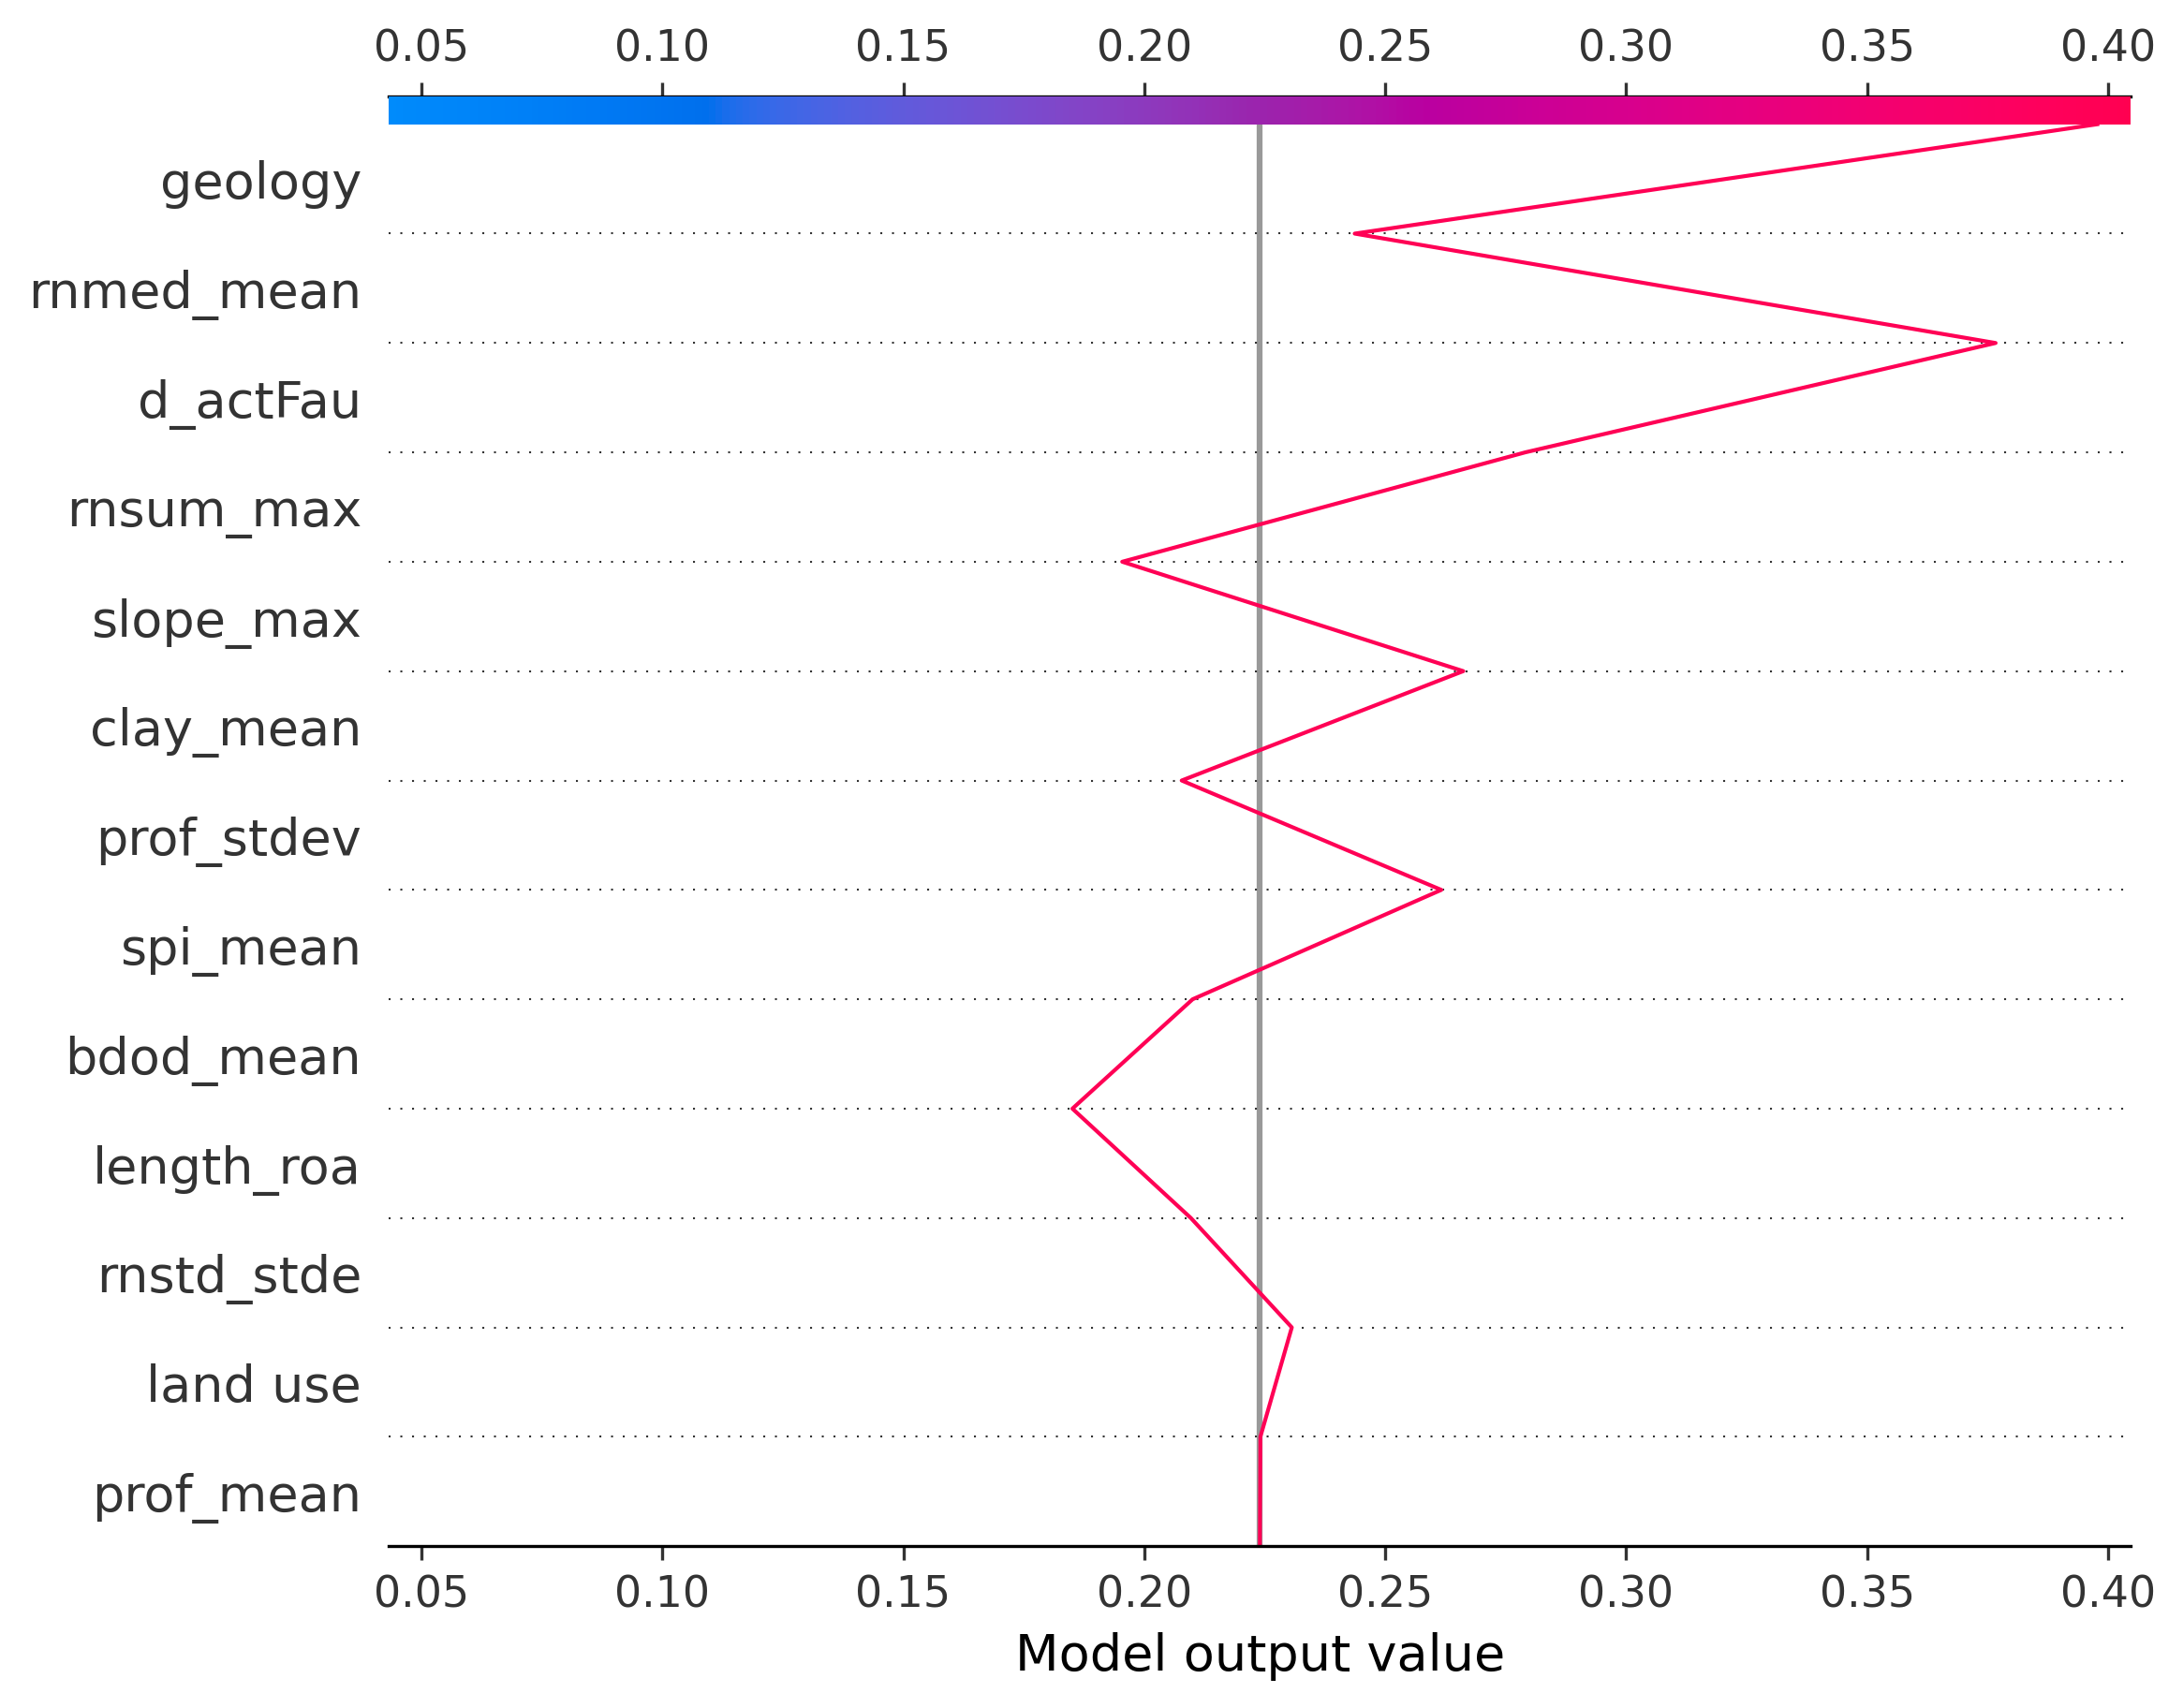 0.05 0.10 0.15 0.20 0.25 0.30 0.35 0.40
geology
rnmed_mean
d_actFau
rnsum_max
slope_max
clay_mean
prof_stdev
spi_mean
bdod_mean
length_roa
rnstd_stde
land use
prof_mean
0.05 0.10 0.15 0.20 0.25 0.30 0.35 0.40
Model output value